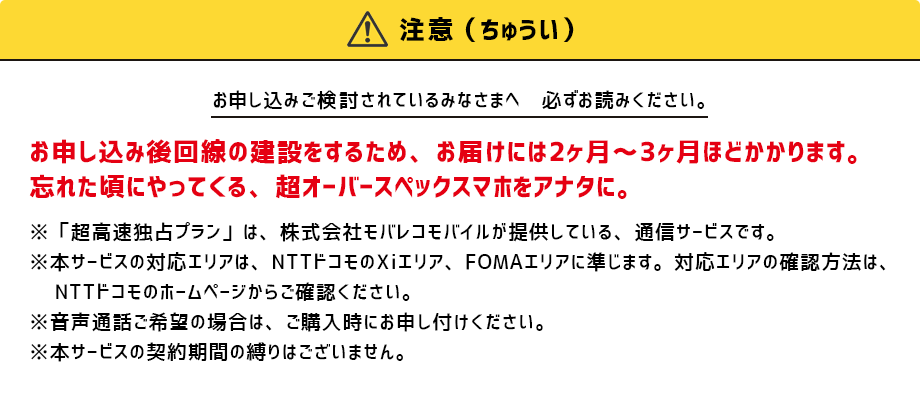 注意（ちゅうい）
お申し込みご検討されているみなさまへ　必ずお読みください。
お申し込み後回線の建設をするため、お届けには2ヶ月〜3ヶ月ほどかかります。
忘れた頃にやってくる、超オーバースペックスマホをアナタに。
※「超高速独占プラン」は、株式会社モバレコモバイルが提供している、通信サービスです。
※本サービスの対応エリアは、NTTドコモのXiエリア、FOMAエリアに準じます。対応エリアの確認方法は、
NTTドコモのホームページからご確認ください。
※音声通話ご希望の場合は、ご購入時にお申し付けください。
※本サービスの契約期間の縛りはございません。